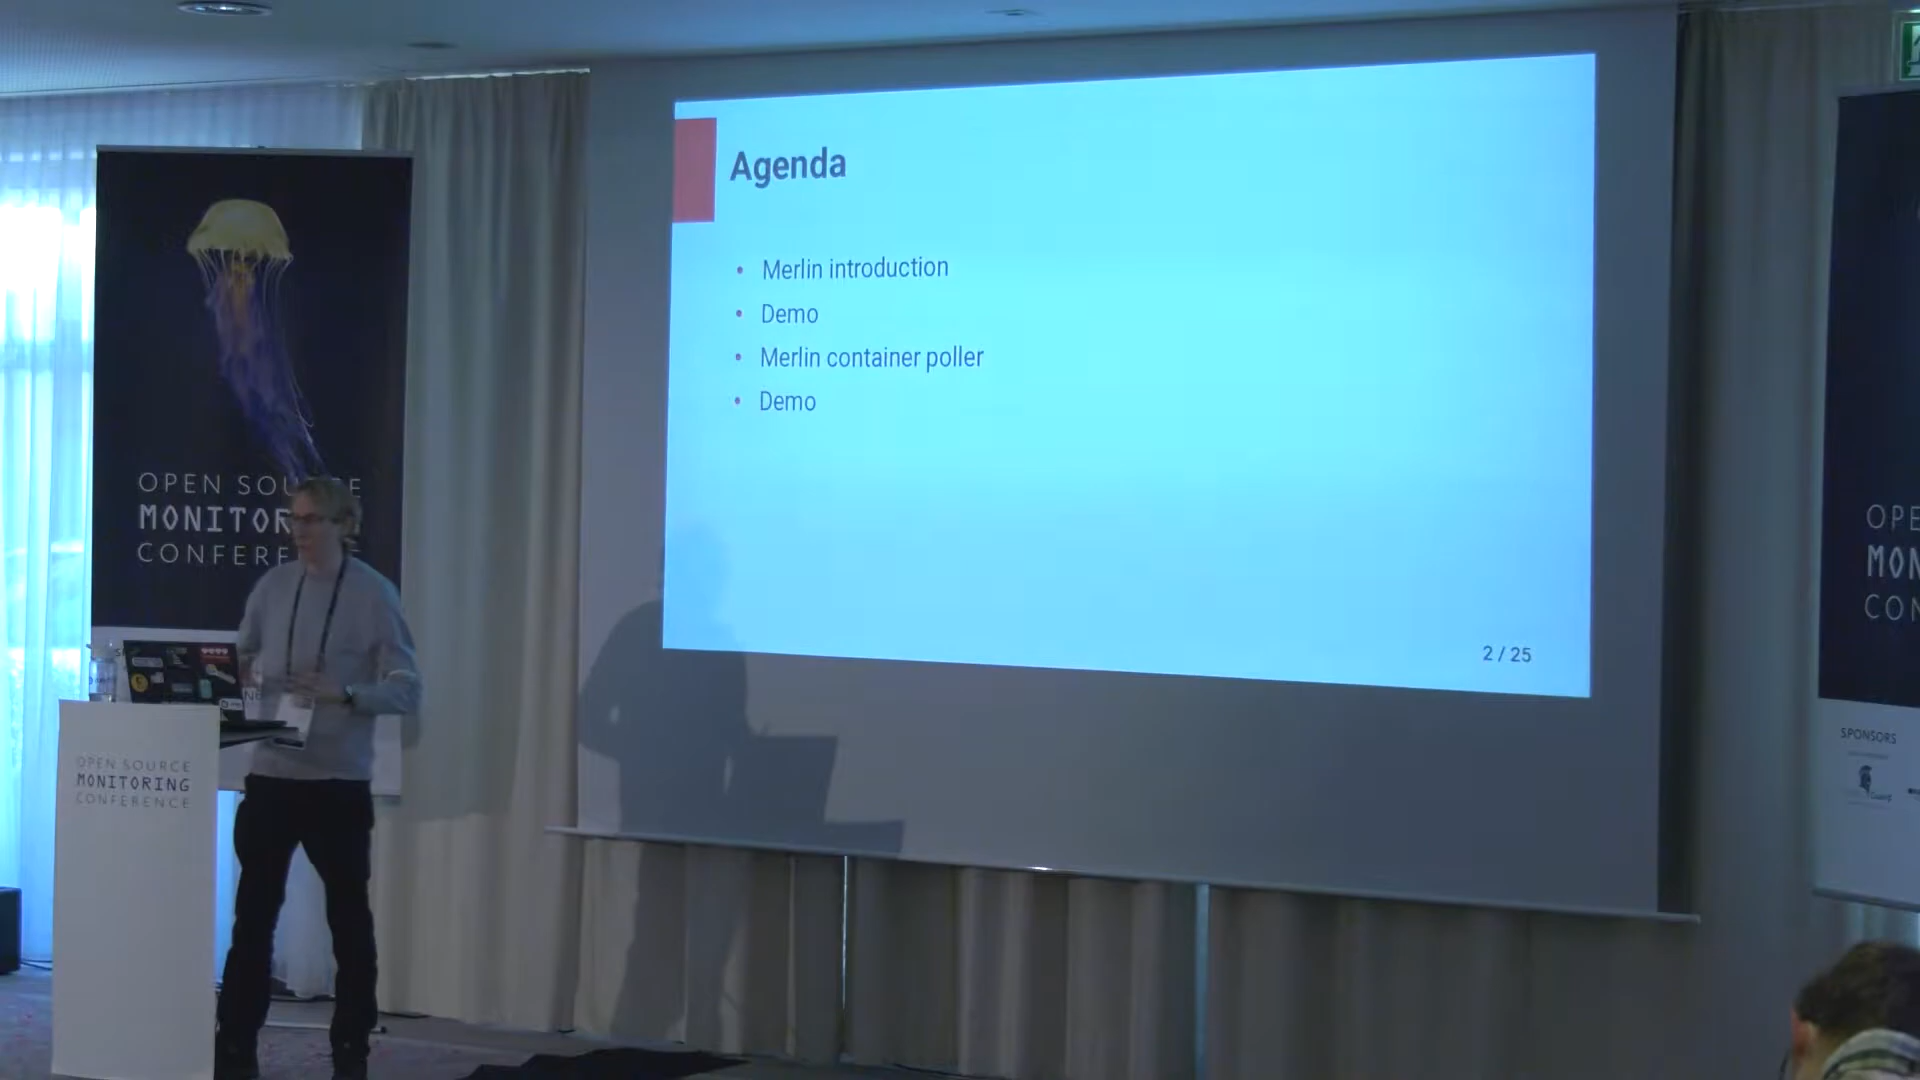 Agenda
• Merlin introduction
• Demo
• Merlin container poller
• Demo
2 / 25
OPEN SOU E
MONITOR
CONFERE
OPEN SOURCE
MONITORING
CONFERENCE
OPE
MON
CON
SPONSORS